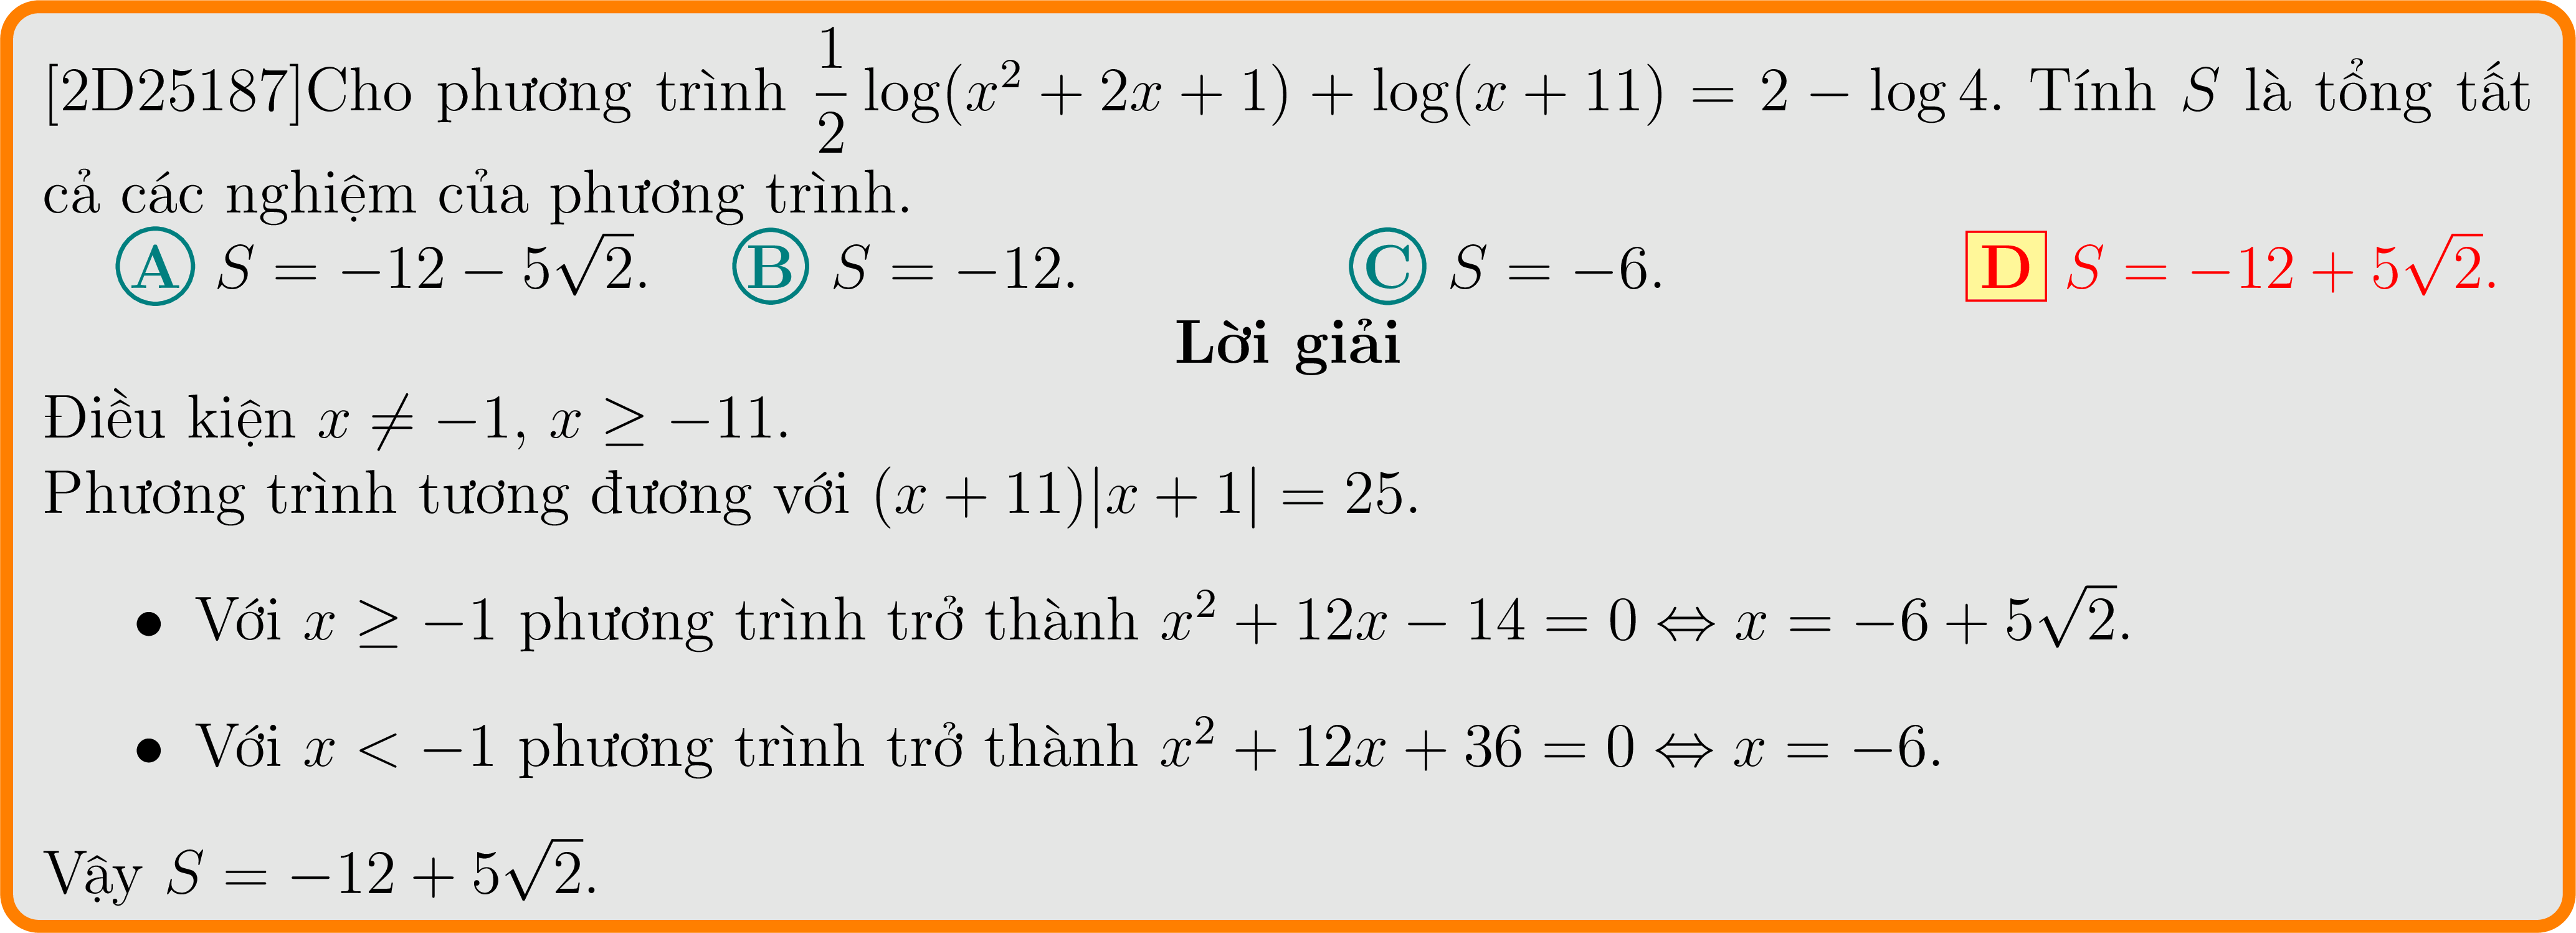 [2D25187]Cho phương trình $\dfrac{1}{2}\log(x^2 + 2x + 1) + \log(x + 11) = 2 - \log 4$. Tính $S$ là tổng tất
cả các nghiệm của phương trình.
Ⓐ $S = -12 - 5\sqrt{2}$. Ⓑ $S = -12$. Ⓒ $S = -6$. D $S = -12 + 5\sqrt{2}$.
Lời giải
Điều kiện $x \neq -1$, $x \geq -11$.
Phương trình tương đương với $(x + 11)|x + 1| = 25$.
• Với $x \geq -1$ phương trình trở thành $x^2 + 12x - 14 = 0 \Leftrightarrow x = -6 + 5\sqrt{2}$.
• Với $x < -1$ phương trình trở thành $x^2 + 12x + 36 = 0 \Leftrightarrow x = -6$.
Vậy $S = -12 + 5\sqrt{2}$.